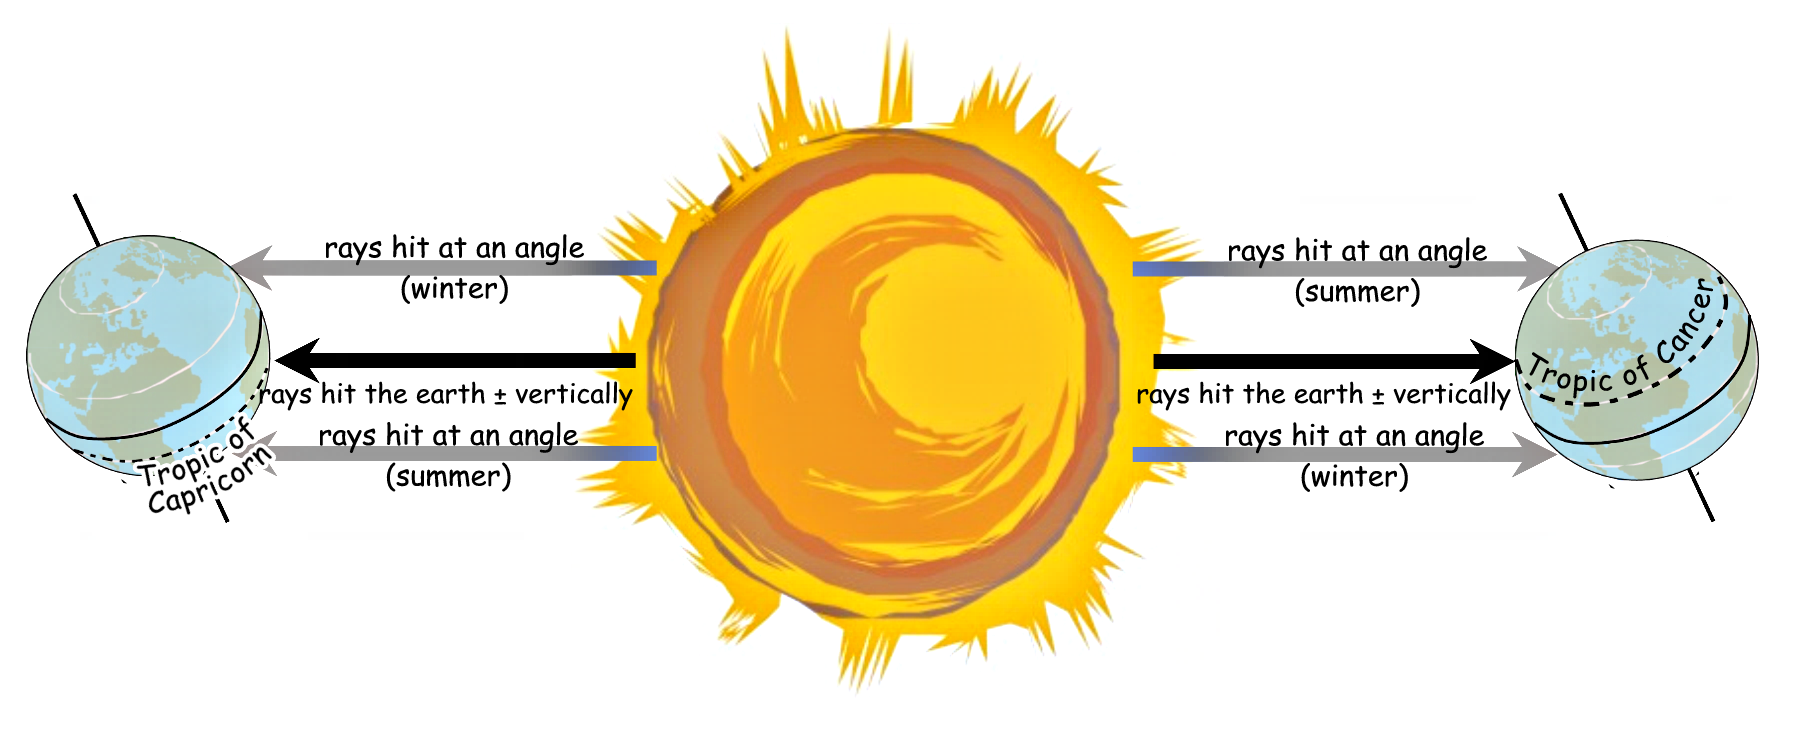 rays hit at an angle
(winter)
rays hit the earth ± vertically
rays hit at an angle
(summer)
Tropic of
Capricorn
rays hit at an angle
(summer)
rays hit the earth ± vertically
rays hit at an angle
(winter)
Tropic of Cancer